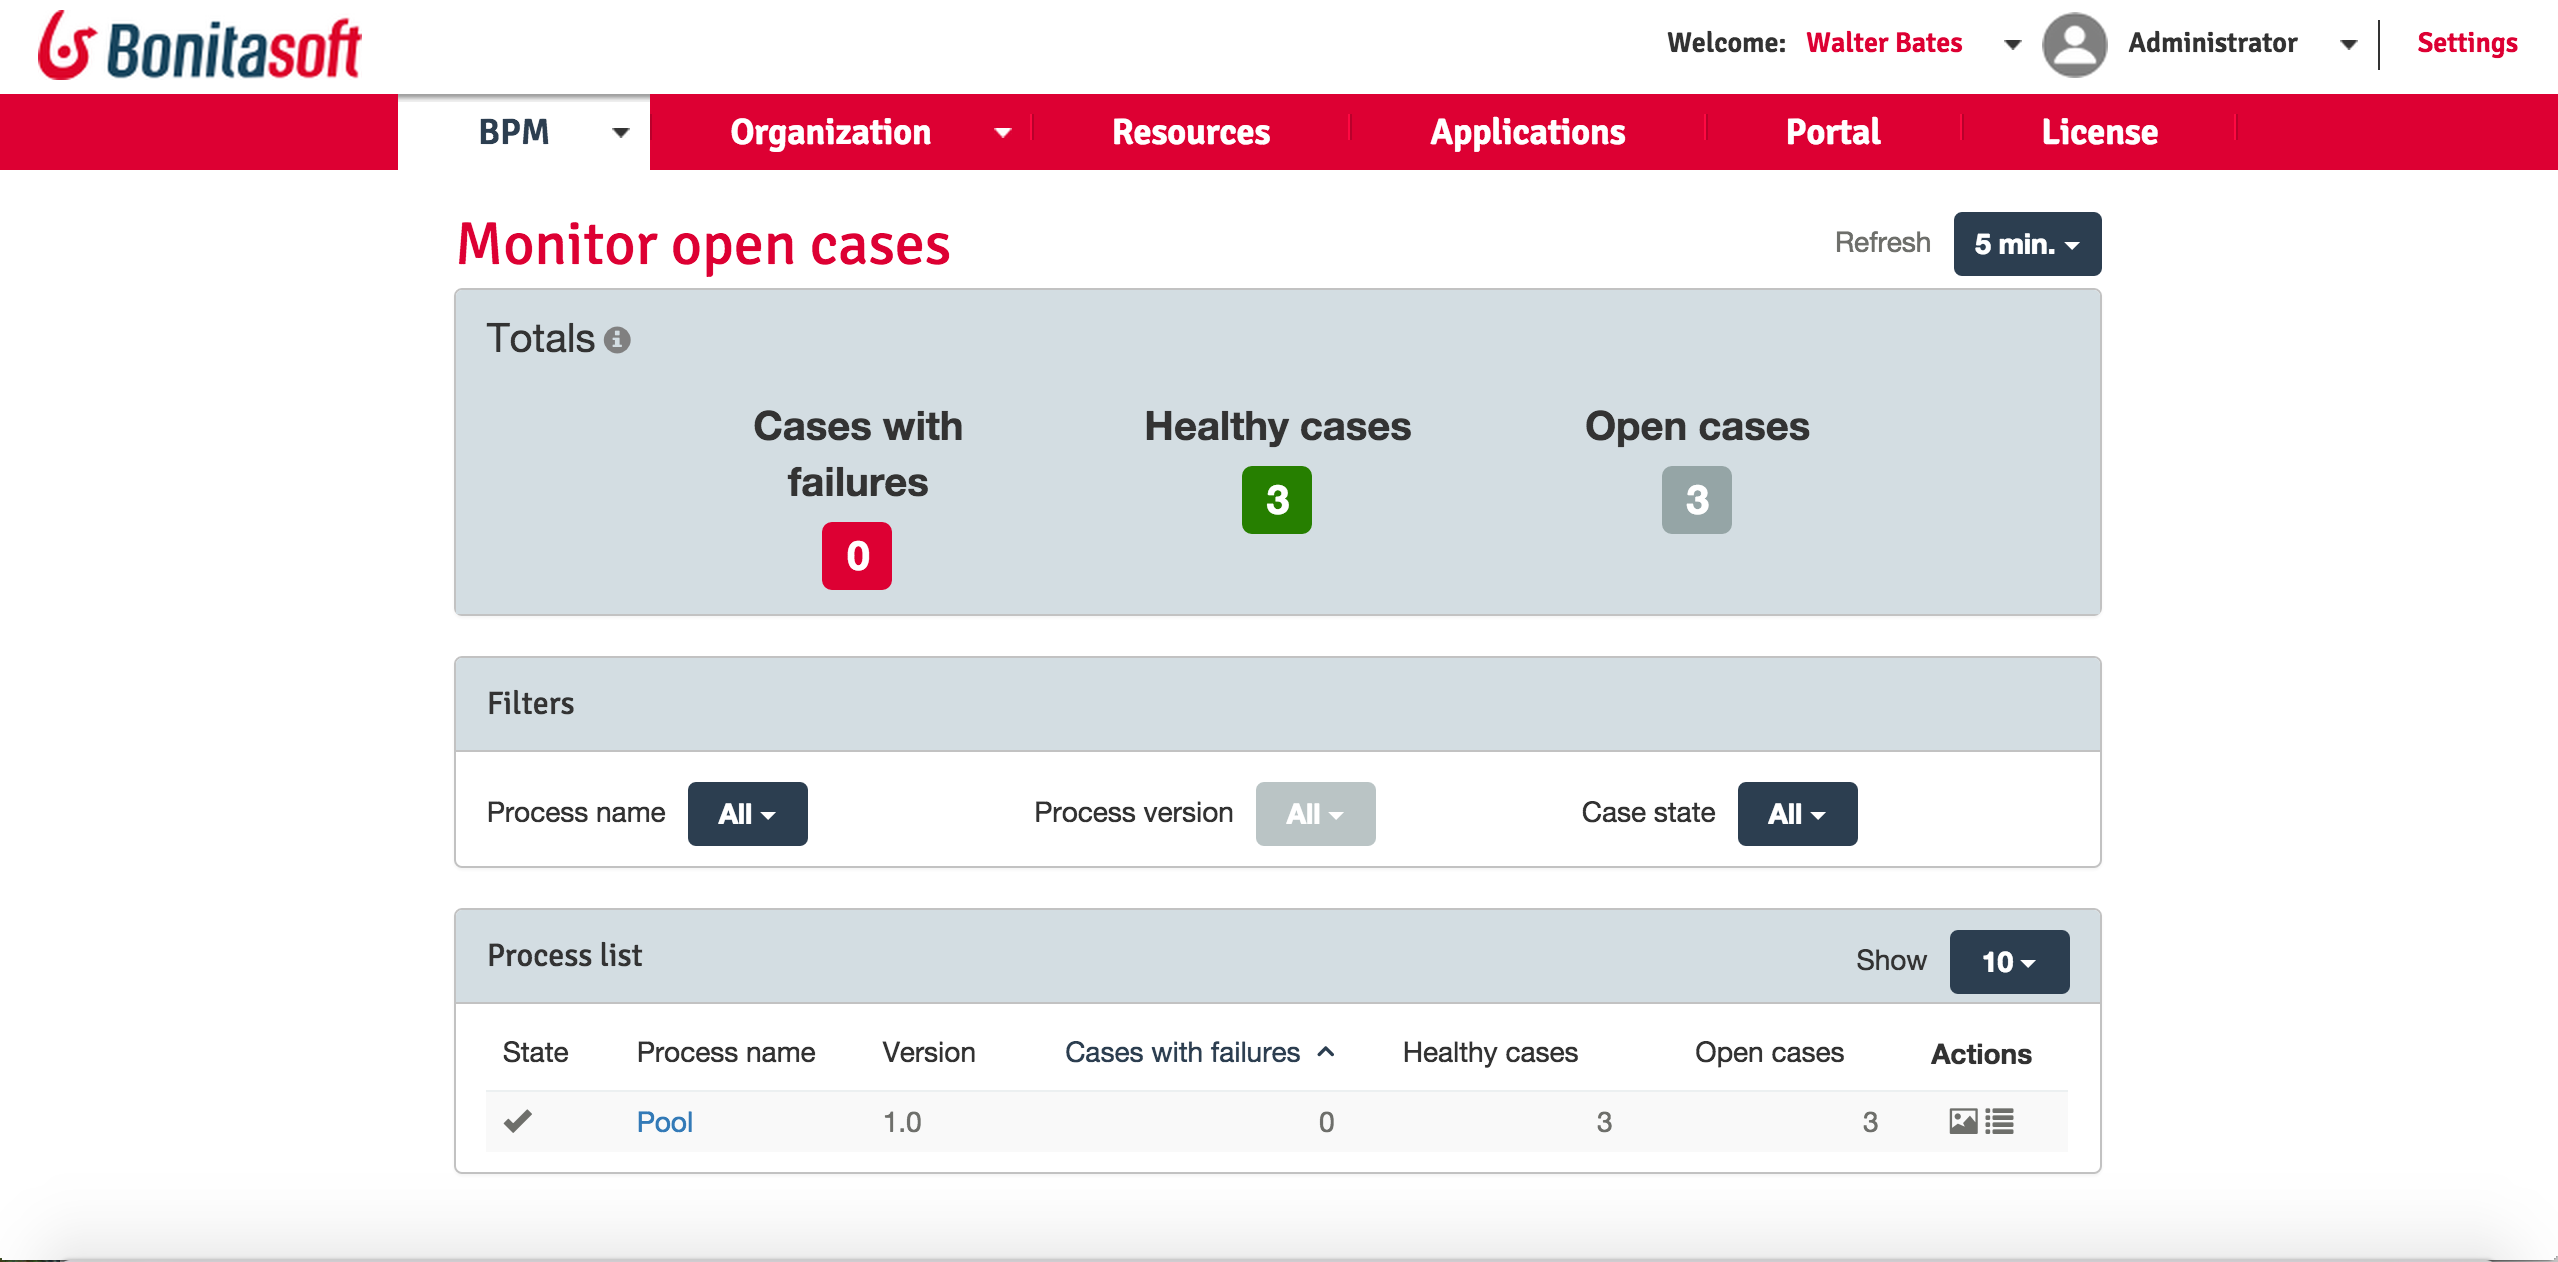 Bonitasoft
Welcome: Walter Bates Administrator Settings
BPM Organization Resources Applications Portal License
Monitor open cases
Refresh 5 min.
Totals
Cases with failures
0
Healthy cases
3
Open cases
3
Filters
Process name All Process version All Case state All
Process list
Show 10
State Process name Version Cases with failures Healthy cases Open cases Actions
Pool 1.0 0 3 3